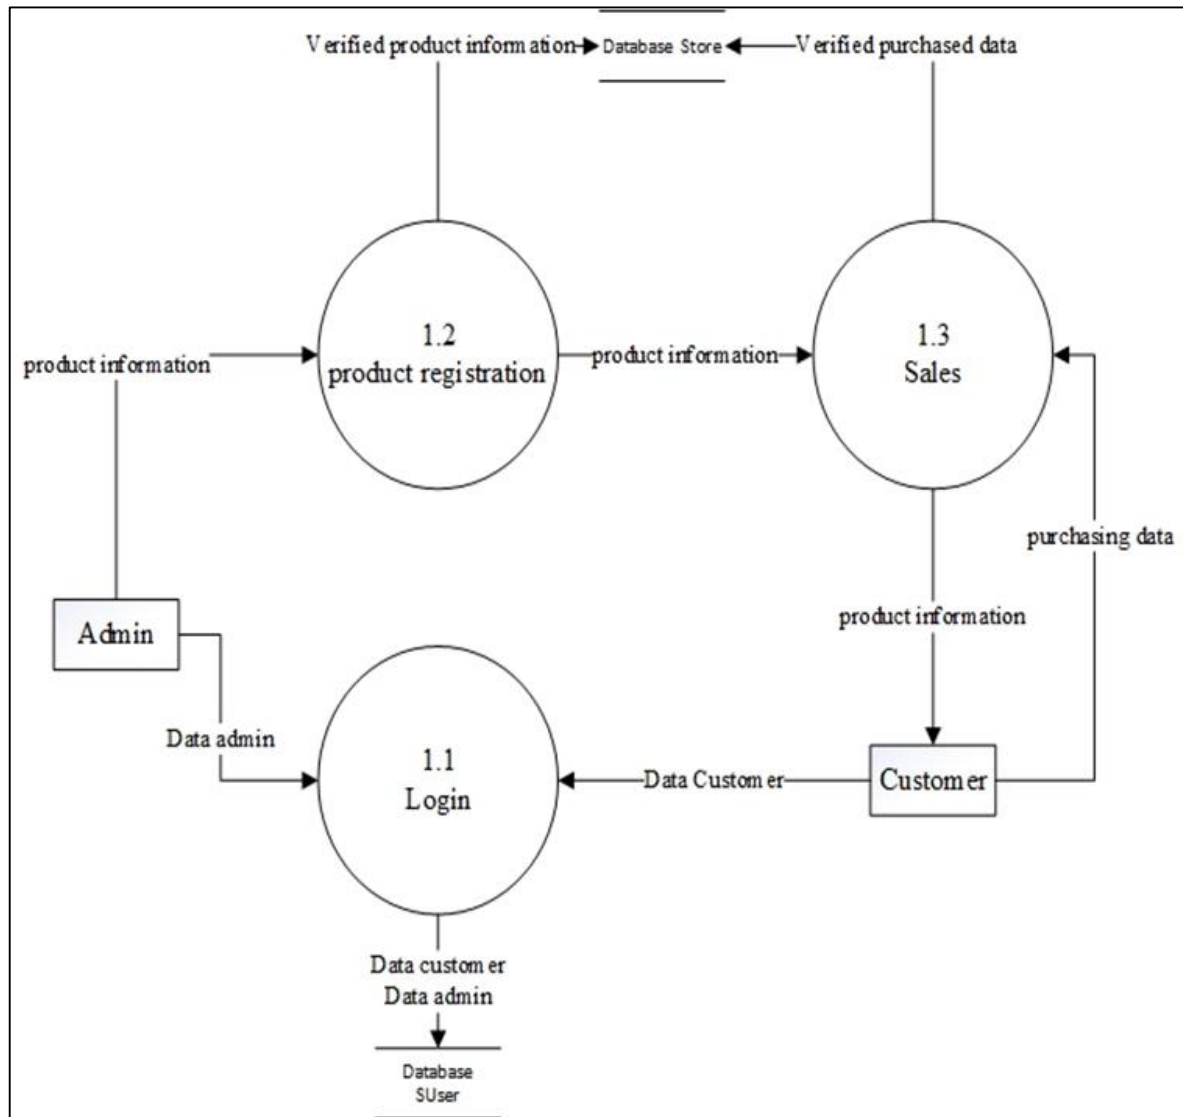 Verified product information
Database Store
Verified purchased data
1.2
product registration
1.3
Sales
product information
product information
purchasing data
product information
Admin
Data admin
1.1
Login
Data Customer
Customer
Data customer
Data admin
Database
SUser